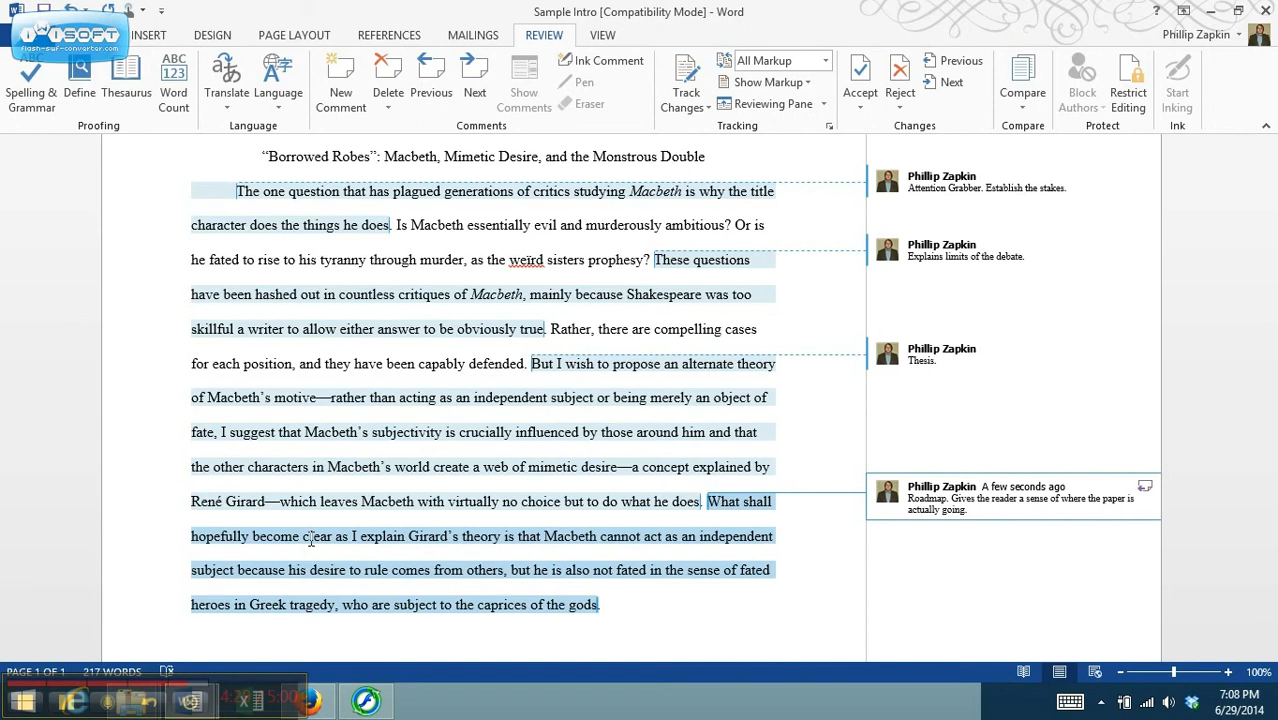 Sample Intro [Compatibility Mode] - Word
iWiSOFT
flash-swf-converter.com
INSERT DESIGN PAGE LAYOUT REFERENCES MAILINGS REVIEW VIEW Phillip Zapkin
Spelling & Grammar Define Thesaurus Word Count
Proofing
Translate Language
Language
New Comment Delete Previous Next Show Comments Ink Comment Pen Eraser
Comments
Track Changes All Markup Show Markup Reviewing Pane
Tracking
Accept Reject Previous Next
Changes
Compare
Compare
Block Authors Restrict Editing
Protect
Start Inking
Ink
“Borrowed Robes”: Macbeth, Mimetic Desire, and the Monstrous Double
The one question that has plagued generations of critics studying Macbeth is why the title
character does the things he does. Is Macbeth essentially evil and murderously ambitious? Or is
he fated to rise to his tyranny through murder, as the weïrd sisters prophesy? These questions
have been hashed out in countless critiques of Macbeth, mainly because Shakespeare was too
skillful a writer to allow either answer to be obviously true. Rather, there are compelling cases
for each position, and they have been capably defended. But I wish to propose an alternate theory
of Macbeth’s motive—rather than acting as an independent subject or being merely an object of
fate, I suggest that Macbeth’s subjectivity is crucially influenced by those around him and that
the other characters in Macbeth’s world create a web of mimetic desire—a concept explained by
René Girard—which leaves Macbeth with virtually no choice but to do what he does. What shall
hopefully become clear as I explain Girard’s theory is that Macbeth cannot act as an independent
subject because his desire to rule comes from others, but he is also not fated in the sense of fated
heroes in Greek tragedy, who are subject to the caprices of the gods.
Phillip Zapkin
Attention Grabber. Establish the stakes.
Phillip Zapkin
Explains limits of the debate.
Phillip Zapkin
Thesis.
Phillip Zapkin A few seconds ago
Roadmap. Gives the reader a sense of where the paper is
actually going.
PAGE 1 OF 1 217 WORDS 100%
15:00
7:08 PM
6/29/2014